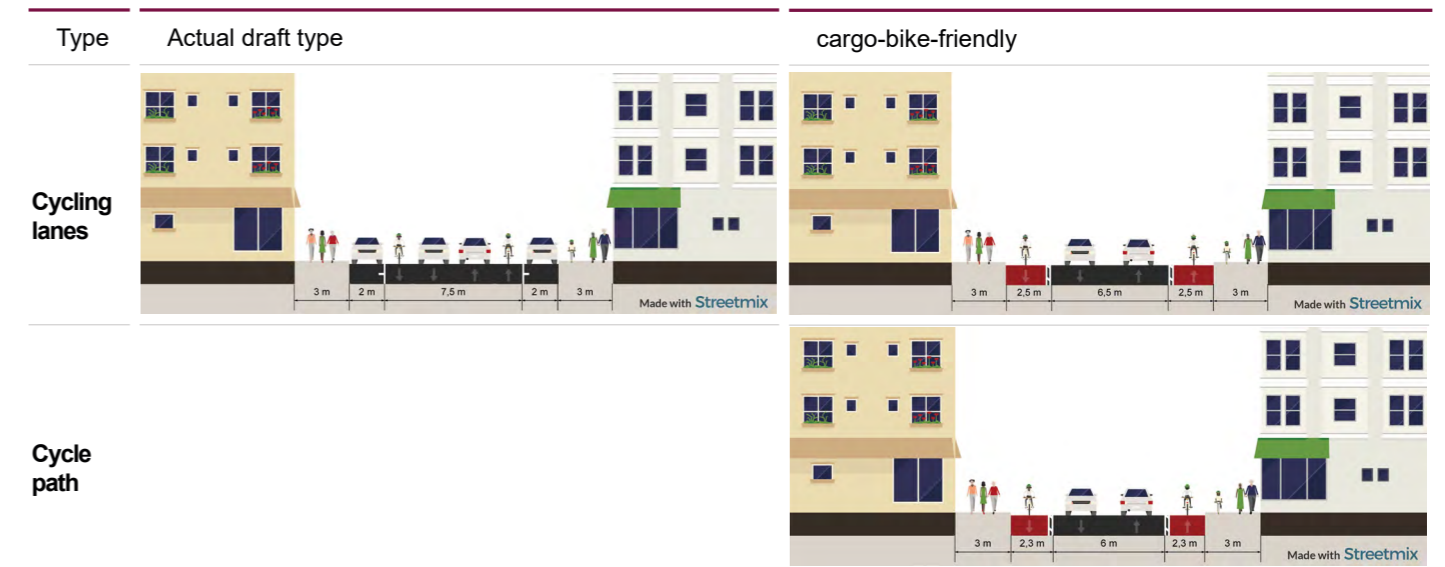 Type Actual draft type cargo-bike-friendly
Cycling
lanes
3 m 2 m 7,5 m 2 m 3 m
Made with Streetmix
3 m 2,5 m 6,5 m 2,5 m 3 m
Made with Streetmix
Cycle
path
3 m 2,3 m 6 m 2,3 m 3 m
Made with Streetmix